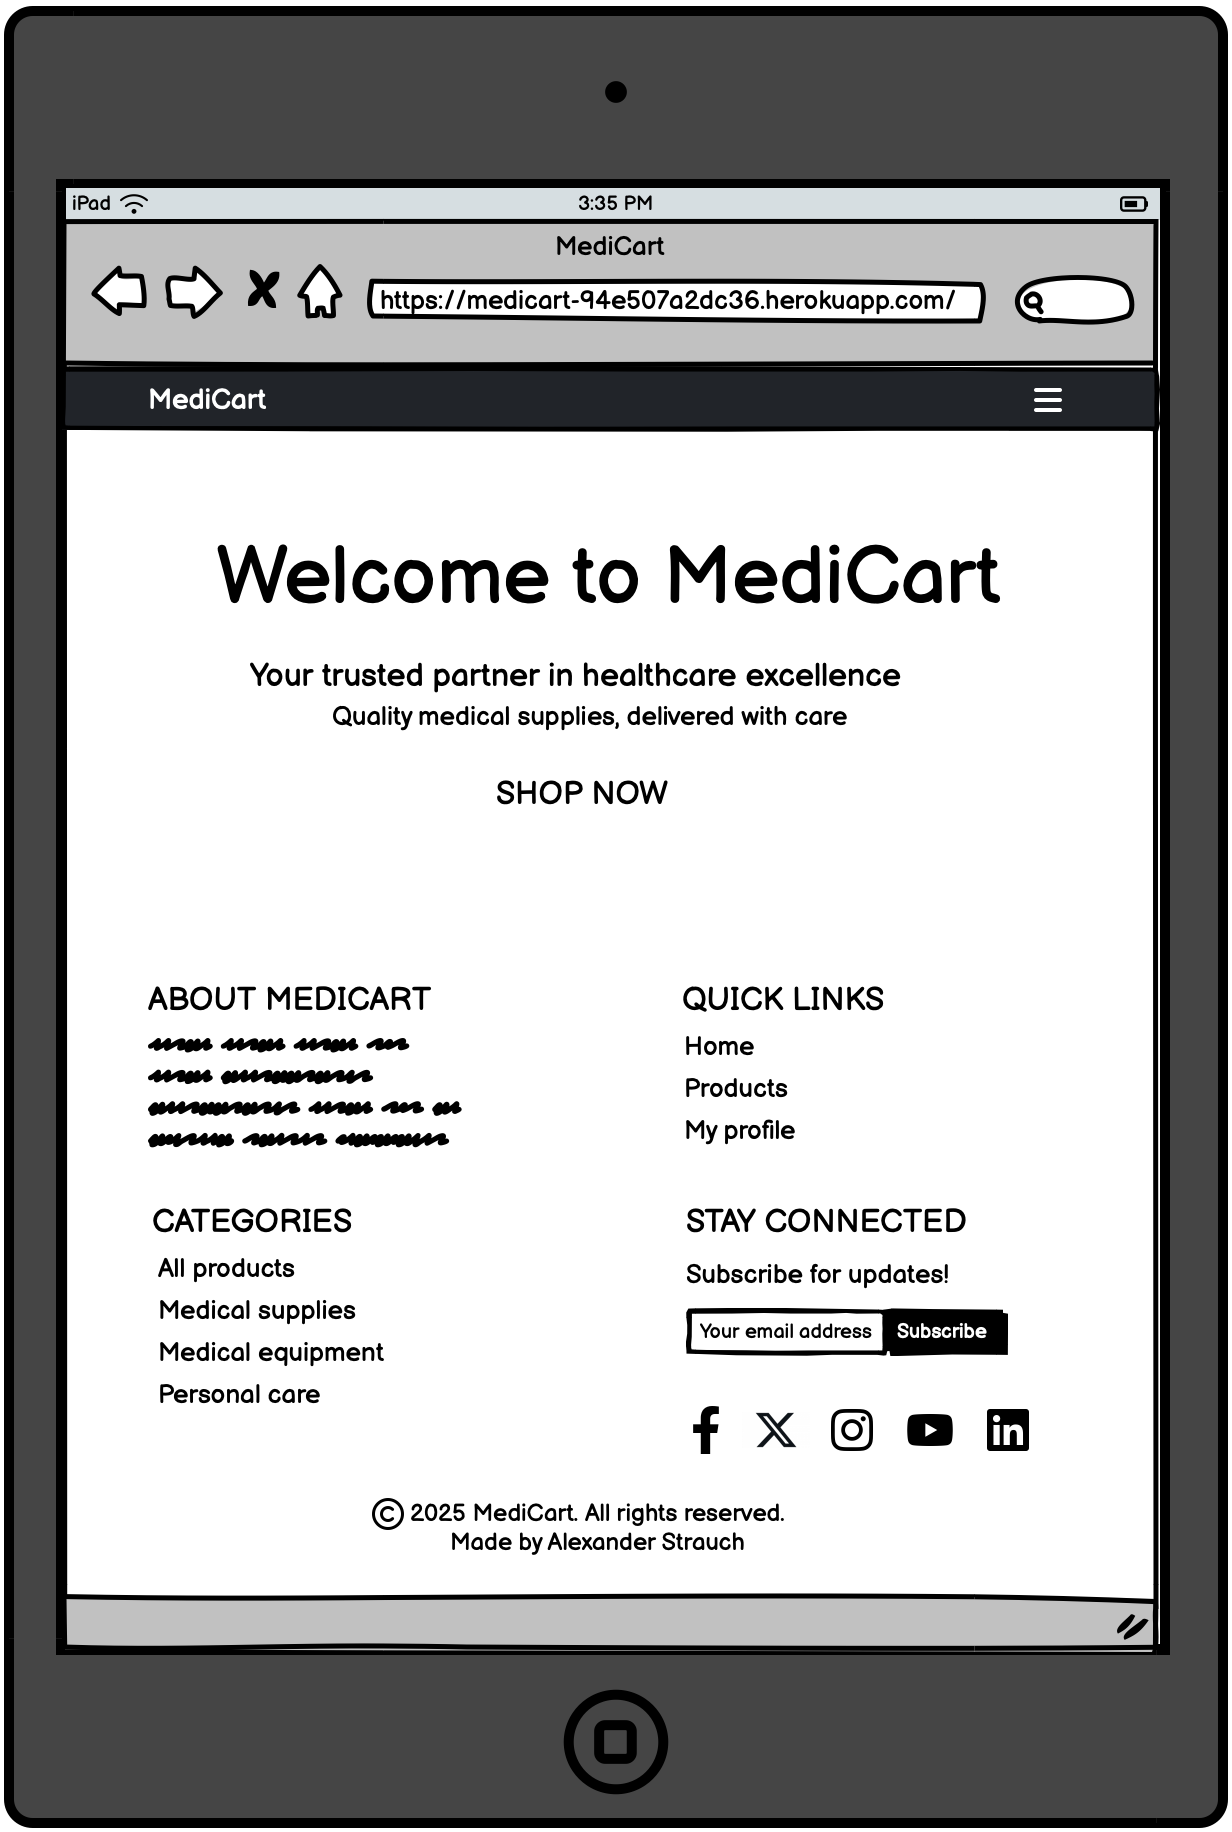 iPad 3:35 PM
MediCart
https://medicart-94e507a2dc36.herokuapp.com/
MediCart
Welcome to MediCart
Your trusted partner in healthcare excellence
Quality medical supplies, delivered with care
SHOP NOW
ABOUT MEDICART
QUICK LINKS
Home
Products
My profile
CATEGORIES
All products
Medical supplies
Medical equipment
Personal care
STAY CONNECTED
Subscribe for updates!
Your email address Subscribe
© 2025 MediCart. All rights reserved.
Made by Alexander Strauch